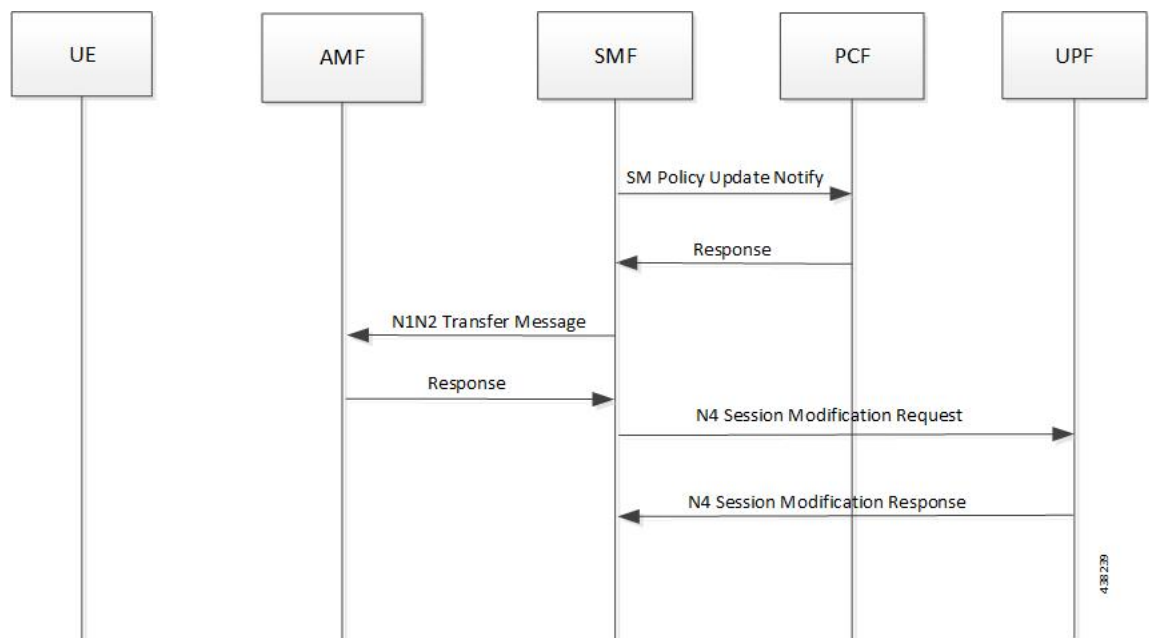 UE
AMF
SMF
PCF
UPF
SM Policy Update Notify
Response
N1N2 Transfer Message
Response
N4 Session Modification Request
N4 Session Modification Response
438239